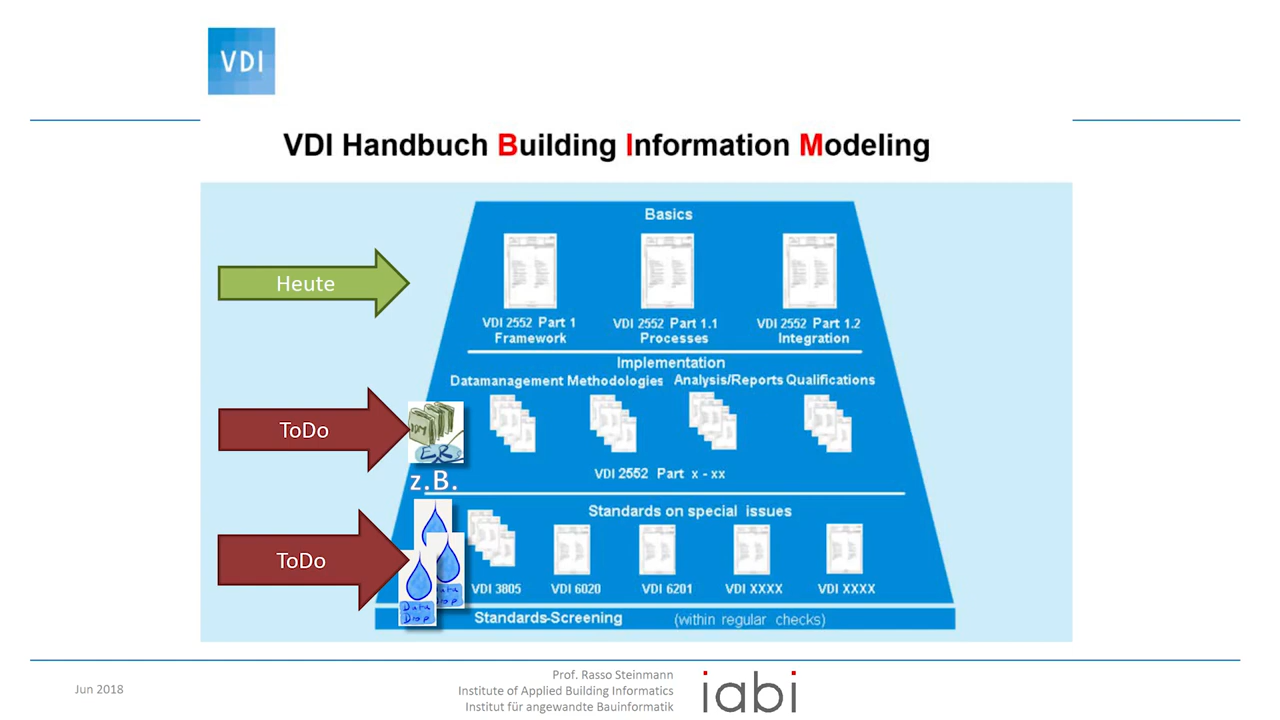 VDI
VDI Handbuch Building Information Modeling
Basics
Heute
VDI 2552 Part 1
Framework
VDI 2552 Part 1.1
Processes
VDI 2552 Part 1.2
Integration
Implementation
Datamanagement Methodologies Analysis/Reports Qualifications
ToDo
ER
z.B.
VDI 2552 Part x - xx
Standards on special issues
ToDo
VDI 3805
VDI 6020
VDI 6201
VDI XXXX
VDI XXXX
Data
Drop
Standards-Screening (within regular checks)
Jun 2018
Prof. Rasso Steinmann
Institute of Applied Building Informatics
Institut für angewandte Bauinformatik
iabi